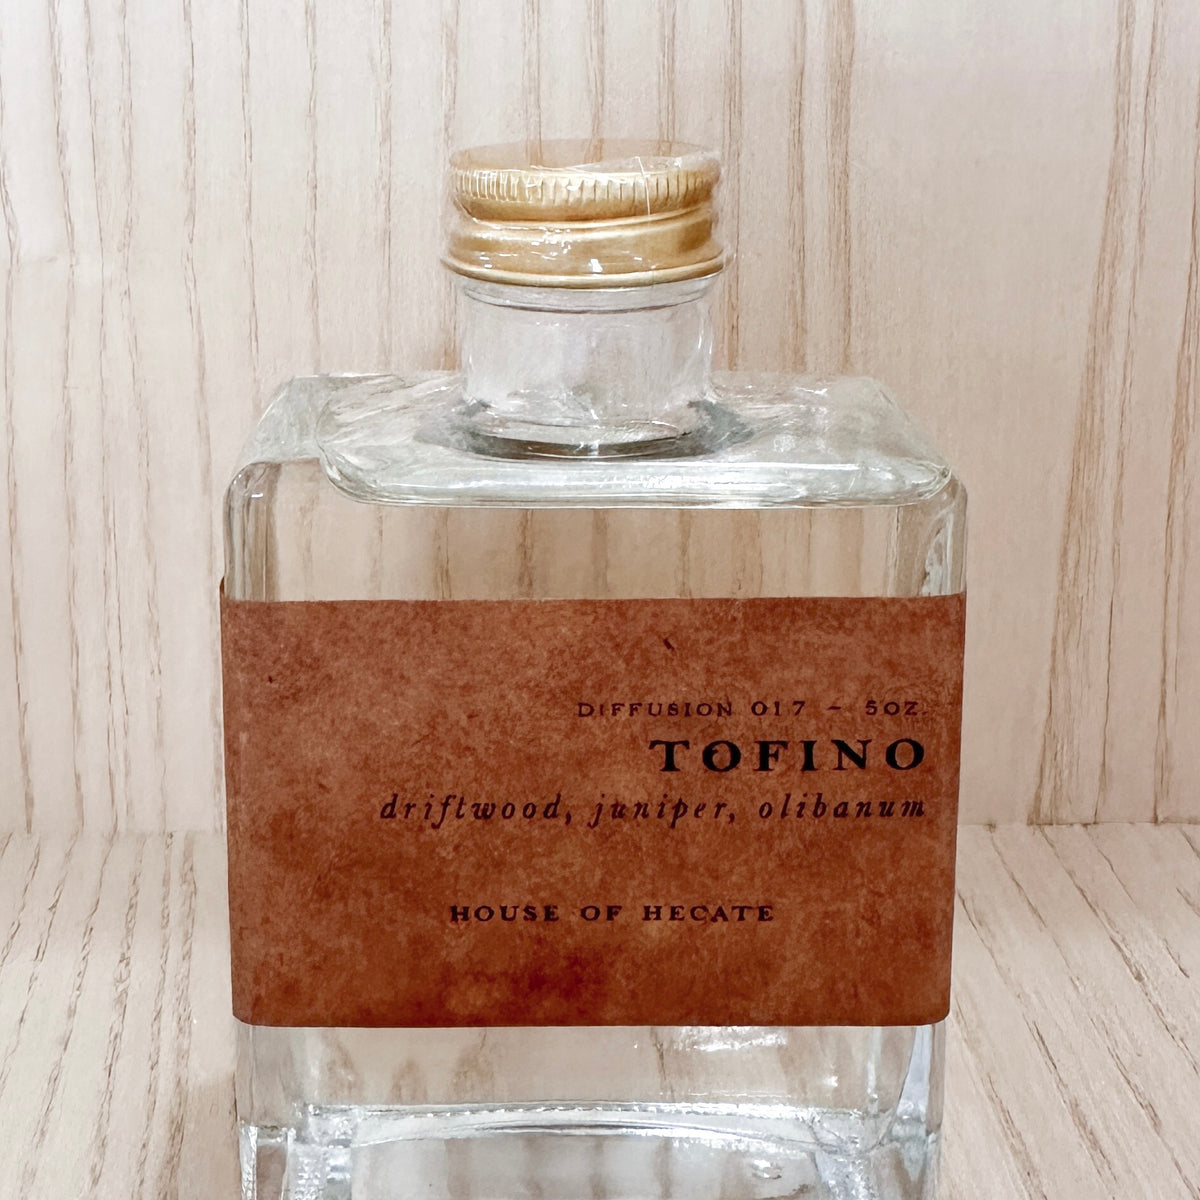 DIFFUSION 017 - 5OZ.
TOFINO
driftwood, juniper, olibanum
HOUSE OF HECATE